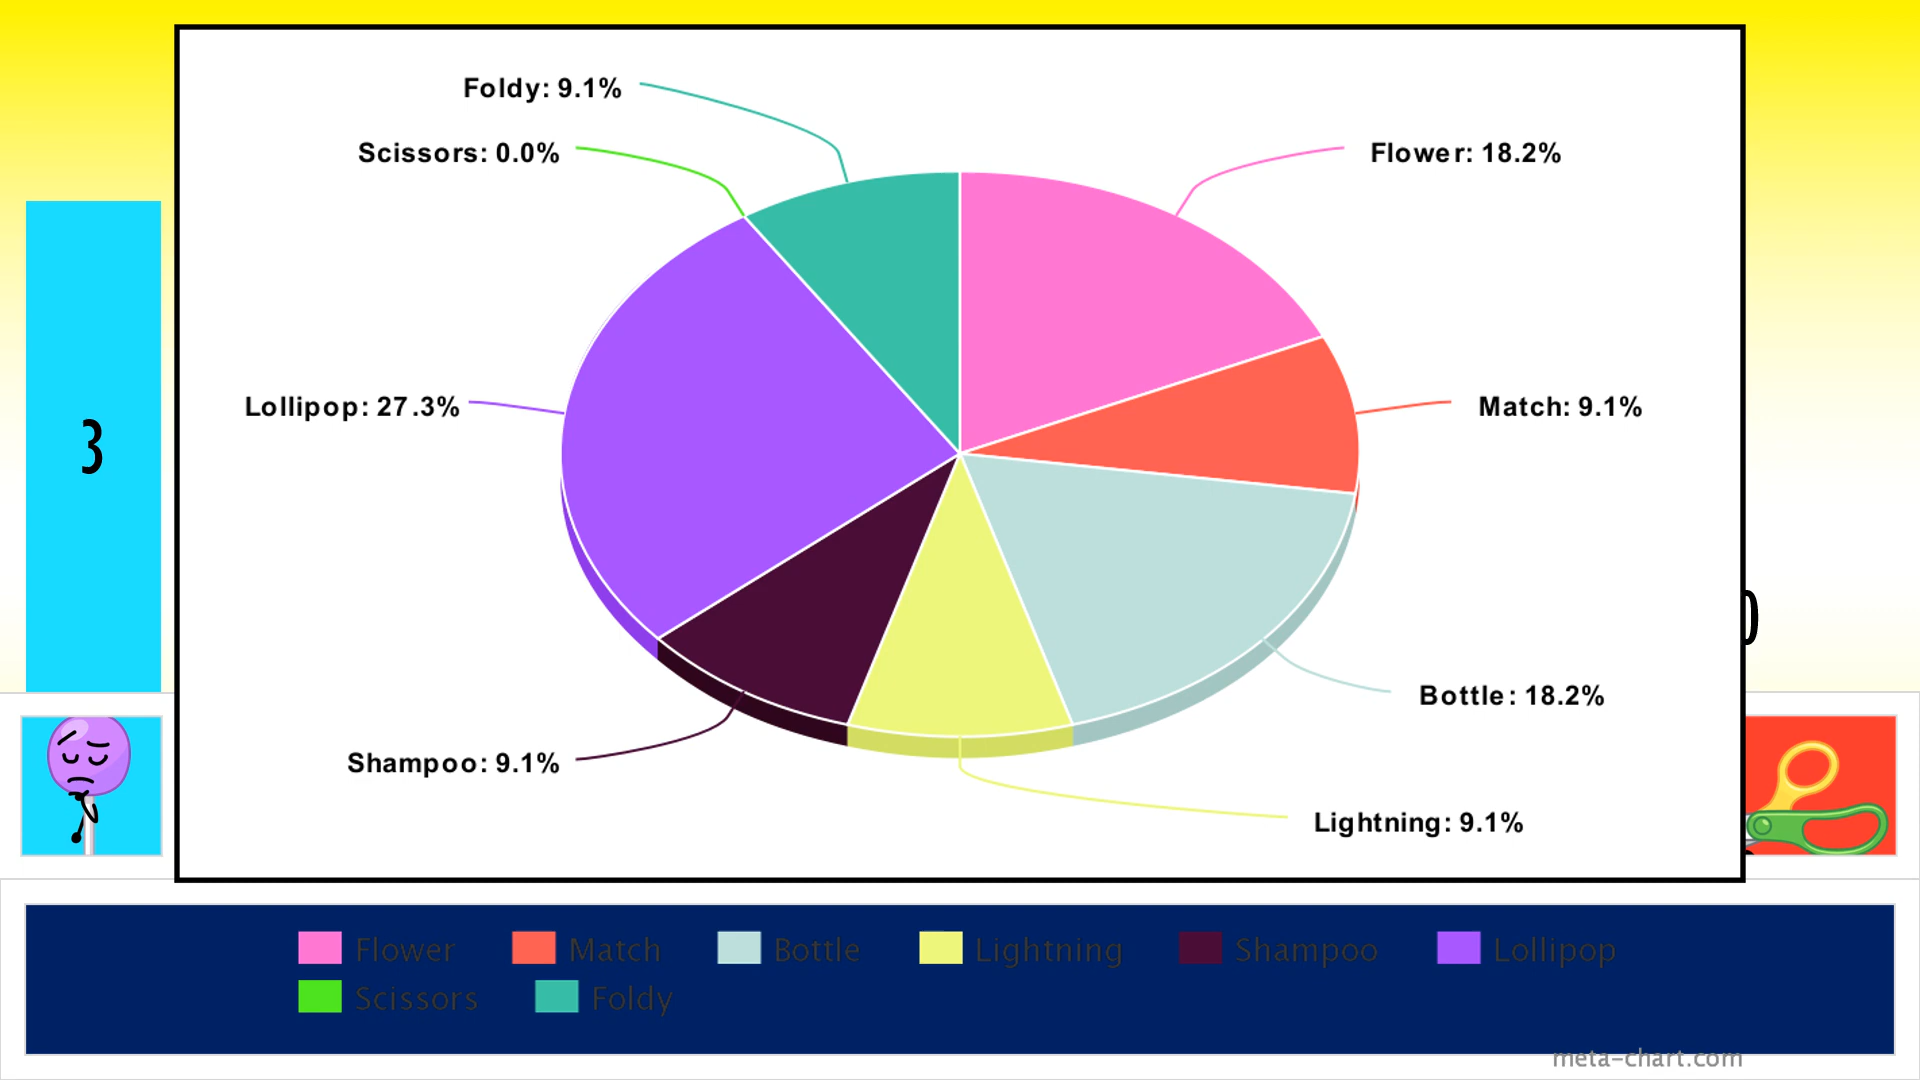 Foldy: 9.1%
Scissors: 0.0%
Flower: 18.2%
Lollipop: 27.3%
Match: 9.1%
3
0
Bottle: 18.2%
Shampoo: 9.1%
Lightning: 9.1%
Flower Match Bottle Lightning Shampoo Lollipop
Scissors Foldy
meta-chart.com